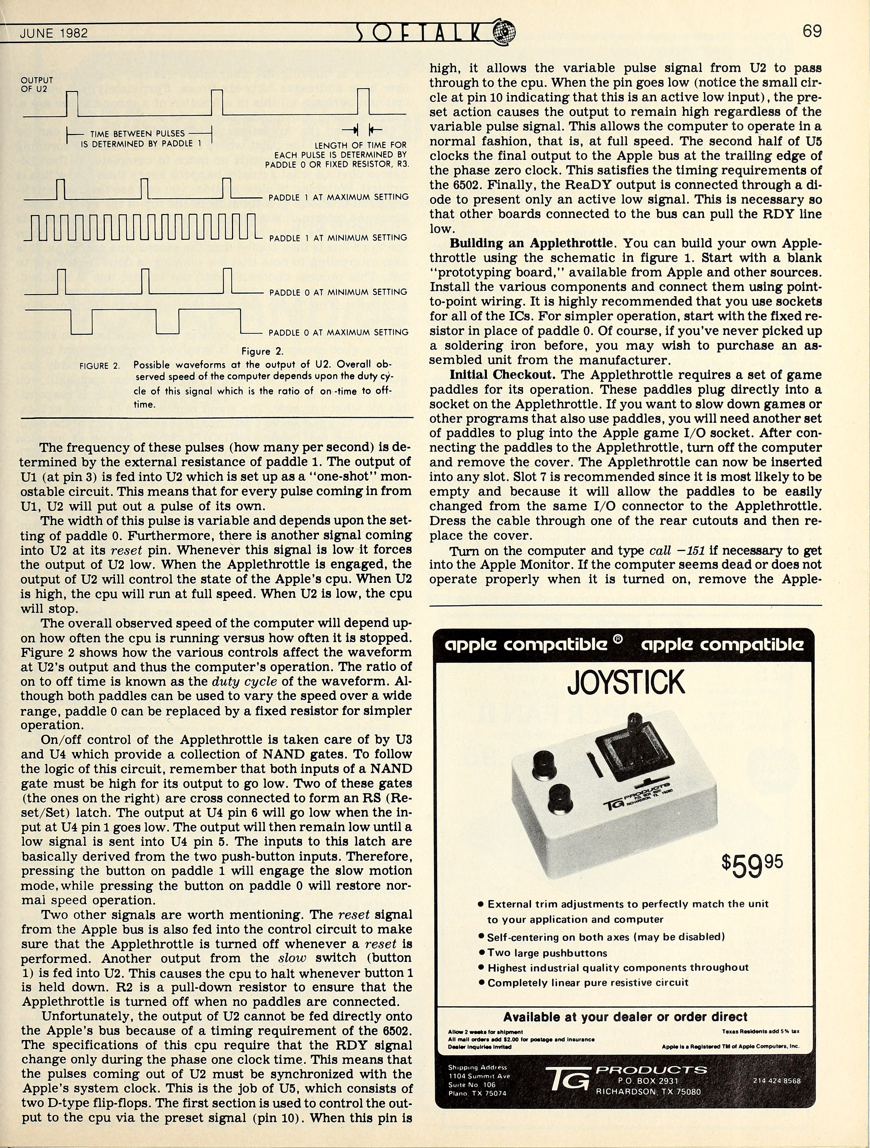 JUNE 1982
SOFTALK
69
OUTPUT
OF U2
TIME BETWEEN PULSES
IS DETERMINED BY PADDLE 1
LENGTH OF TIME FOR
EACH PULSE IS DETERMINED BY
PADDLE 0 OR FIXED RESISTOR, R3.
PADDLE 1 AT MAXIMUM SETTING
PADDLE 1 AT MINIMUM SETTING
PADDLE 0 AT MINIMUM SETTING
PADDLE 0 AT MAXIMUM SETTING
Figure 2.
FIGURE 2. Possible waveforms at the output of U2. Overall ob-
served speed of the computer depends upon the duty cy-
cle of this signal which is the ratio of on-time to off-
time.
The frequency of these pulses (how many per second) is de-
termined by the external resistance of paddle 1. The output of
U1 (at pin 3) is fed into U2 which is set up as a "one-shot" mon-
ostable circuit. This means that for every pulse coming in from
U1, U2 will put out a pulse of its own.
The width of this pulse is variable and depends upon the set-
ting of paddle 0. Furthermore, there is another signal coming
into U2 at its reset pin. Whenever this signal is low it forces
the output of U2 low. When the Applethrottle is engaged, the
output of U2 will control the state of the Apple's cpu. When U2
is high, the cpu will run at full speed. When U2 is low, the cpu
will stop.
The overall observed speed of the computer will depend up-
on how often the cpu is running versus how often it is stopped.
Figure 2 shows how the various controls affect the waveform
at U2's output and thus the computer's operation. The ratio of
on to off time is known as the duty cycle of the waveform. Al-
though both paddles can be used to vary the speed over a wide
range, paddle 0 can be replaced by a fixed resistor for simpler
operation.
On/off control of the Applethrottle is taken care of by U3
and U4 which provide a collection of NAND gates. To follow
the logic of this circuit, remember that both inputs of a NAND
gate must be high for its output to go low. Two of these gates
(the ones on the right) are cross connected to form an RS (Re-
set/Set) latch. The output at U4 pin 6 will go low when the in-
put at U4 pin 1 goes low. The output will then remain low until a
low signal is sent into U4 pin 5. The inputs to this latch are
basically derived from the two push-button inputs. Therefore,
pressing the button on paddle 1 will engage the slow motion
mode, while pressing the button on paddle 0 will restore nor-
mal speed operation.
Two other signals are worth mentioning. The reset signal
from the Apple bus is also fed into the control circuit to make
sure that the Applethrottle is turned off whenever a reset is
performed. Another output from the slow switch (button
1) is fed into U2. This causes the cpu to halt whenever button 1
is held down. R2 is a pull-down resistor to ensure that the
Applethrottle is turned off when no paddles are connected.
Unfortunately, the output of U2 cannot be fed directly onto
the Apple's bus because of a timing requirement of the 6502.
The specifications of this cpu require that the RDY signal
change only during the phase one clock time. This means that
the pulses coming out of U2 must be synchronized with the
Apple's system clock. This is the job of U5, which consists of
two D-type flip-flops. The first section is used to control the out-
put to the cpu via the preset signal (pin 10). When this pin is
high, it allows the variable pulse signal from U2 to pass
through to the cpu. When the pin goes low (notice the small cir-
cle at pin 10 indicating that this is an active low input), the pre-
set action causes the output to remain high regardless of the
variable pulse signal. This allows the computer to operate in a
normal fashion, that is, at full speed. The second half of U5
clocks the final output to the Apple bus at the trailing edge of
the phase zero clock. This satisfies the timing requirements of
the 6502. Finally, the ReaDY output is connected through a di-
ode to present only an active low signal. This is necessary so
that other boards connected to the bus can pull the RDY line
low.
Building an Applethrottle. You can build your own Apple-
throttle using the schematic in figure 1. Start with a blank
"prototyping board," available from Apple and other sources.
Install the various components and connect them using point-
to-point wiring. It is highly recommended that you use sockets
for all of the ICs. For simpler operation, start with the fixed re-
sistor in place of paddle 0. Of course, if you've never picked up
a soldering iron before, you may wish to purchase an as-
sembled unit from the manufacturer.
Initial Checkout. The Applethrottle requires a set of game
paddles for its operation. These paddles plug directly into a
socket on the Applethrottle. If you want to slow down games or
other programs that also use paddles, you will need another set
of paddles to plug into the Apple game I/O socket. After con-
necting the paddles to the Applethrottle, turn off the computer
and remove the cover. The Applethrottle can now be inserted
into any slot. Slot 7 is recommended since it is most likely to be
empty and because it will allow the paddles to be easily
changed from the same I/O connector to the Applethrottle.
Dress the cable through one of the rear cutouts and then re-
place the cover.
Turn on the computer and type call -151 if necessary to get
into the Apple Monitor. If the computer seems dead or does not
operate properly when it is turned on, remove the Apple-
apple compatible ® apple compatible
JOYSTICK
TG PRODUCTS
$59 95
• External trim adjustments to perfectly match the unit
to your application and computer
• Self-centering on both axes (may be disabled)
• Two large pushbuttons
• Highest industrial quality components throughout
• Completely linear pure resistive circuit
Available at your dealer or order direct
Allow 2 weeks for shipment
All mail orders add $2.00 for postage and insurance
Dealer inquiries invited
Texas Residents add 5% tax
Apple is a Registered TM of Apple Computers, Inc.
Shipping Address
1104 Summit Ave
Suite No. 106
Plano, TX 75074
TG PRODUCTS
P.O. BOX 2931
RICHARDSON, TX 75080
214 424 8568